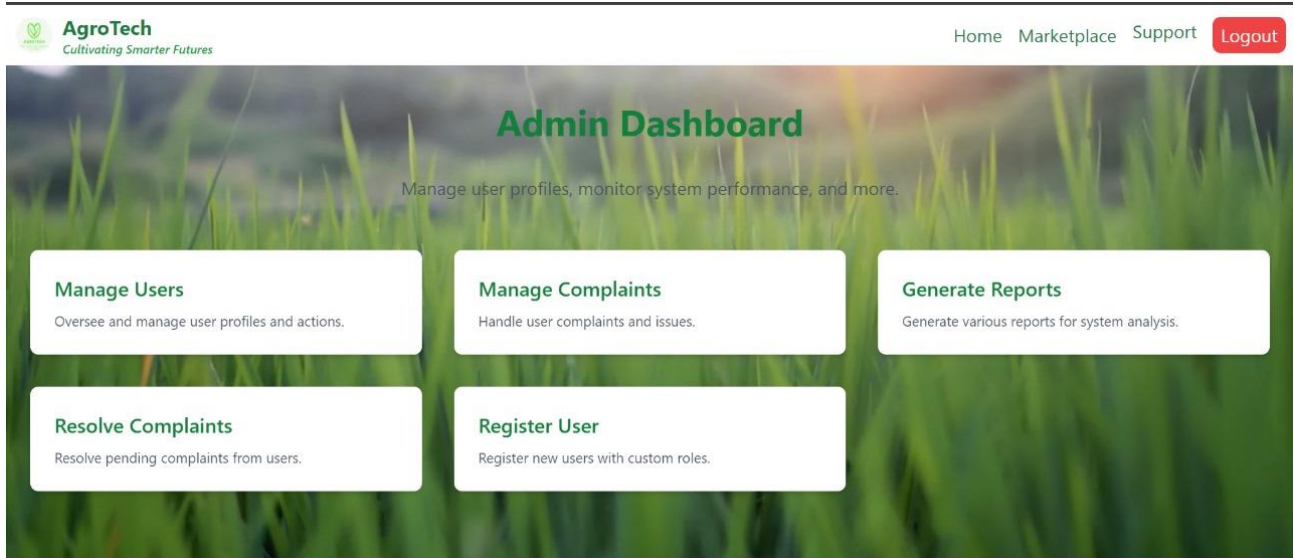 AgroTech
Cultivating Smarter Futures
Home Marketplace Support Logout
Admin Dashboard
Manage user profiles, monitor system performance, and more.
Manage Users
Oversee and manage user profiles and actions.
Manage Complaints
Handle user complaints and issues.
Generate Reports
Generate various reports for system analysis.
Resolve Complaints
Resolve pending complaints from users.
Register User
Register new users with custom roles.